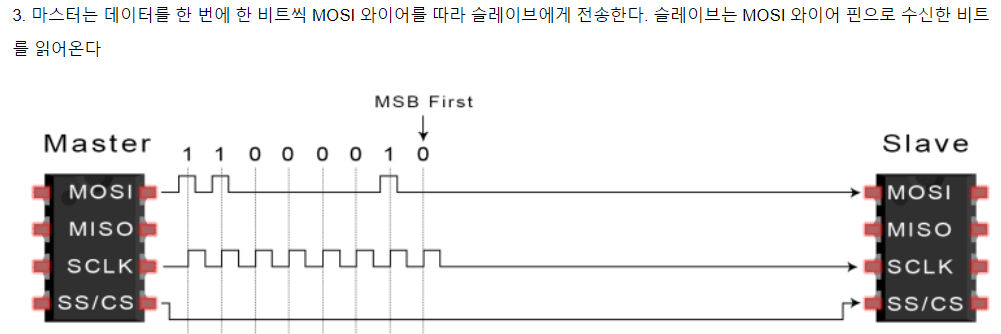 3. 마스터는 데이터를 한 번에 한 비트씩 MOSI 와이어를 따라 슬레이브에게 전송한다. 슬레이브는 MOSI 와이어 핀으로 수신한 비트
를 읽어온다
MSB First
Master
Slave
1 1 0 0 0 0 1 0
MOSI
MOSI
MISO
MISO
SCLK
SCLK
SS/CS
SS/CS